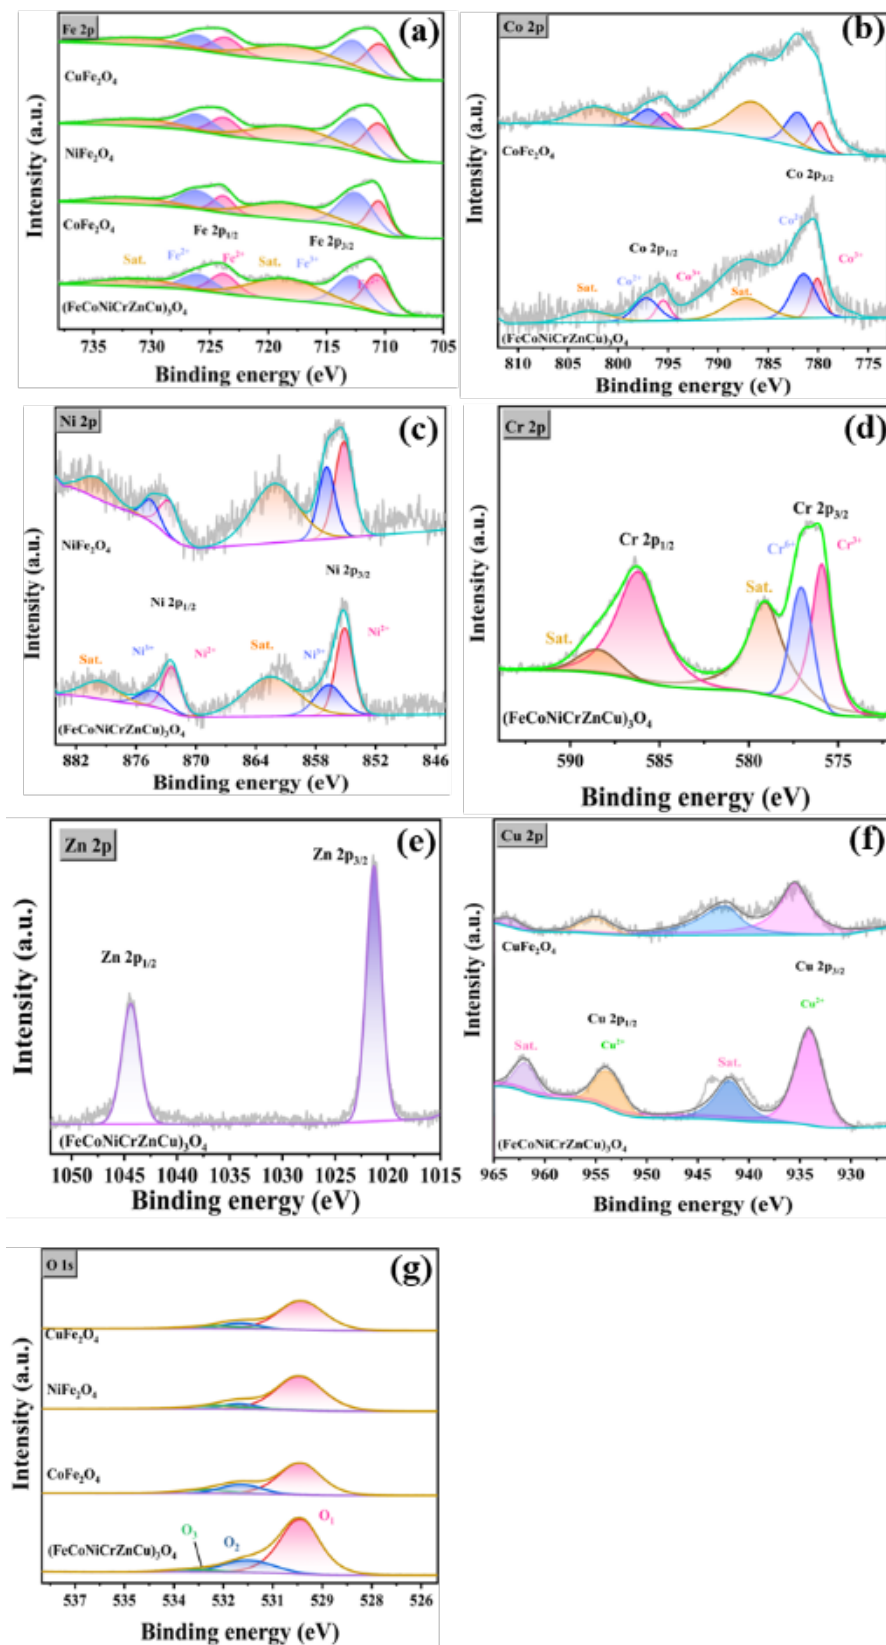 Fe 2p
(a)
CuFe₂O₄
NiFe₂O₄
CoFe₂O₄
Fe 2p₁/₂
Fe 2p₃/₂
Sat.
Fe³⁺
Fe²⁺
Sat.
Fe³⁺
(FeCoNiCrZnCu)₃O₄
735 730 725 720 715 710 705
Binding energy (eV)
Intensity (a.u.)
Co 2p
(b)
CoFe₂O₄
Co 2p₃/₂
Co²⁺
Co 2p₁/₂
Co³⁺
Sat.
Co²⁺
Co³⁺
Sat.
(FeCoNiCrZnCu)₃O₄
810 805 800 795 790 785 780 775
Binding energy (eV)
Intensity (a.u.)
Ni 2p
(c)
NiFe₂O₄
Ni 2p₃/₂
Ni 2p₁/₂
Sat.
Ni³⁺
Ni²⁺
Sat.
Ni³⁺
Ni²⁺
(FeCoNiCrZnCu)₃O₄
882 876 870 864 858 852 846
Binding energy (eV)
Intensity (a.u.)
Cr 2p
(d)
Cr 2p₃/₂
Cr 2p₁/₂
Cr⁶⁺
Cr³⁺
Sat.
Sat.
(FeCoNiCrZnCu)₃O₄
590 585 580 575
Binding energy (eV)
Intensity (a.u.)
Zn 2p
(e)
Zn 2p₃/₂
Zn 2p₁/₂
(FeCoNiCrZnCu)₃O₄
1050 1045 1040 1035 1030 1025 1020 1015
Binding energy (eV)
Intensity (a.u.)
Cu 2p
(f)
CuFe₂O₄
Cu 2p₃/₂
Cu²⁺
Cu 2p₁/₂
Sat.
Cu²⁺
Sat.
(FeCoNiCrZnCu)₃O₄
965 960 955 950 945 940 935 930
Binding energy (eV)
Intensity (a.u.)
O 1s
(g)
CuFe₂O₄
NiFe₂O₄
CoFe₂O₄
O₃
O₂
O₁
(FeCoNiCrZnCu)₃O₄
537 535 534 532 531 529 528 526
Binding energy (eV)
Intensity (a.u.)